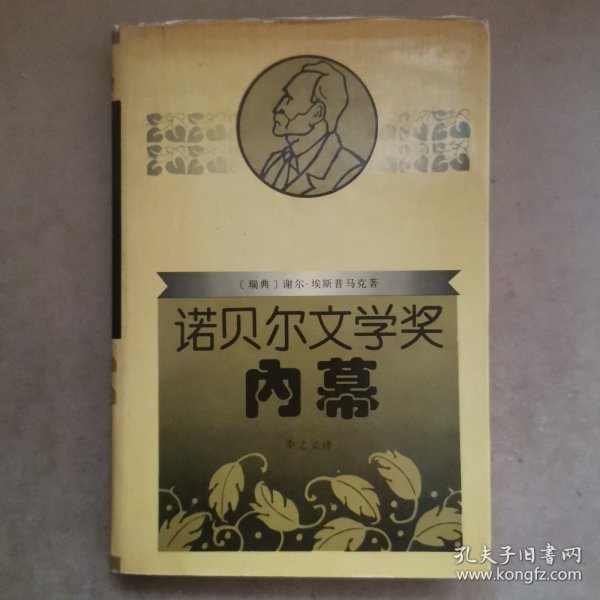 〔瑞典〕谢尔·埃斯普马克著
诺贝尔文学奖
内幕
李之义译
孔夫子旧书网
www.kongfz.com